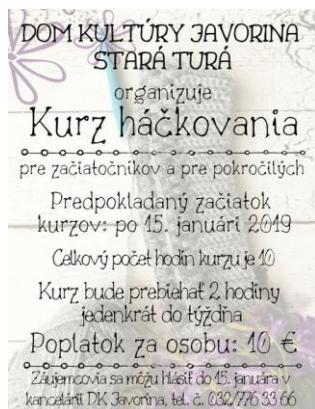 DOM KULTÚRY JAVORINA
STARÁ TURÁ
organizuje
Kurz háčkovania
pre začiatočníkov a pre pokročilých
Predpokladaný začiatok
kurzov: po 15. januári 2019
Celkový počet hodín kurzu je 10
Kurz bude prebiehať 2 hodiny
jedenkrát do týždňa
Poplatok za osobu: 10 €
Záujemcovia sa môžu hlásiť do 15. januára v
kancelárii DK Javorina, tel. č. 032/776 33 66